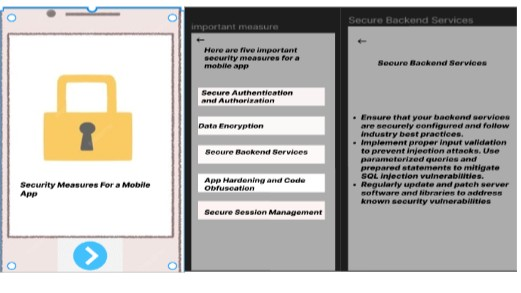 Security Measures For a Mobile
App
important measure
←
Here are five important
security measures for a
mobile app
Secure Authentication
and Authorization
Data Encryption
Secure Backend Services
App Hardening and Code
Obfuscation
Secure Session Management
Secure Backend Services
←
Secure Backend Services
• Ensure that your backend services
are securely configured and follow
industry best practices.
• Implement proper input validation
to prevent injection attacks. Use
parameterized queries and
prepared statements to mitigate
SQL injection vulnerabilities.
• Regularly update and patch server
software and libraries to address
known security vulnerabilities